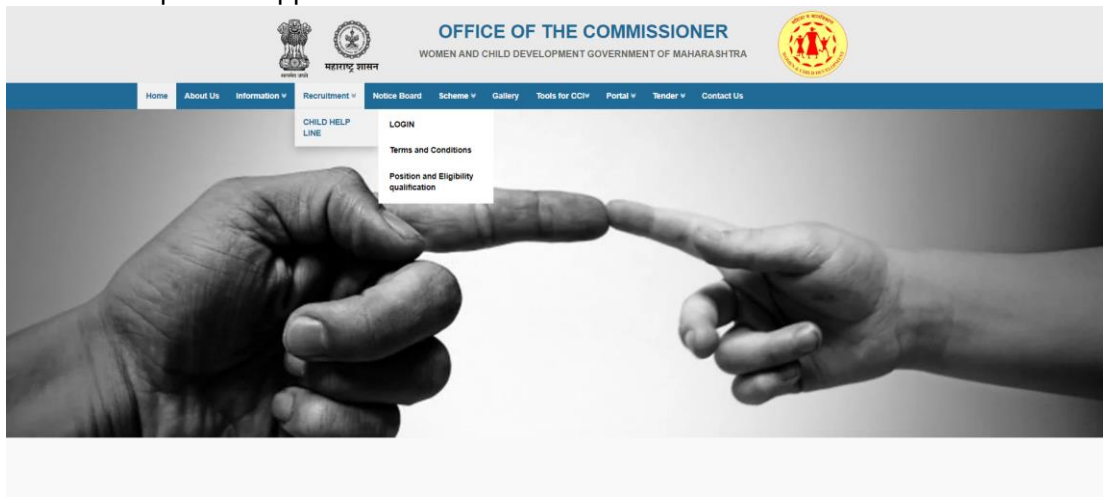 OFFICE OF THE COMMISSIONER
WOMEN AND CHILD DEVELOPMENT GOVERNMENT OF MAHARASHTRA
महाराष्ट्र शासन
Home About Us Information Recruitment Notice Board Scheme Gallery Tools for CCI Portal Tender Contact Us
CHILD HELP
LINE
LOGIN
Terms and Conditions
Position and Eligibility
qualification